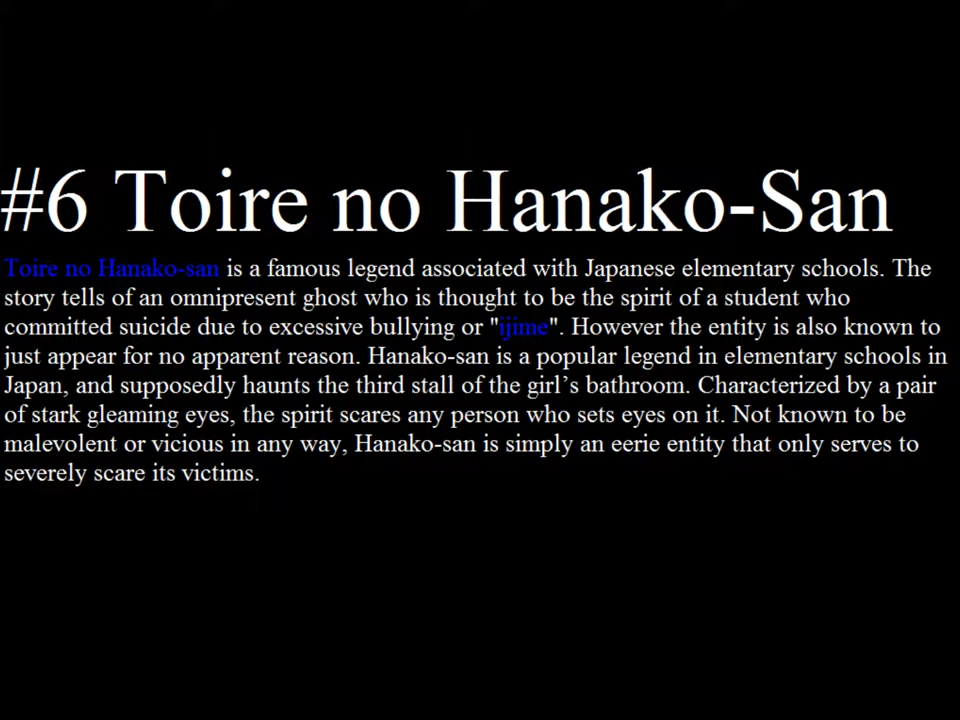 #6 Toire no Hanako-San
Toire no Hanako-san is a famous legend associated with Japanese elementary schools. The
story tells of an omnipresent ghost who is thought to be the spirit of a student who
committed suicide due to excessive bullying or "ijime". However the entity is also known to
just appear for no apparent reason. Hanako-san is a popular legend in elementary schools in
Japan, and supposedly haunts the third stall of the girl’s bathroom. Characterized by a pair
of stark gleaming eyes, the spirit scares any person who sets eyes on it. Not known to be
malevolent or vicious in any way, Hanako-san is simply an eerie entity that only serves to
severely scare its victims.